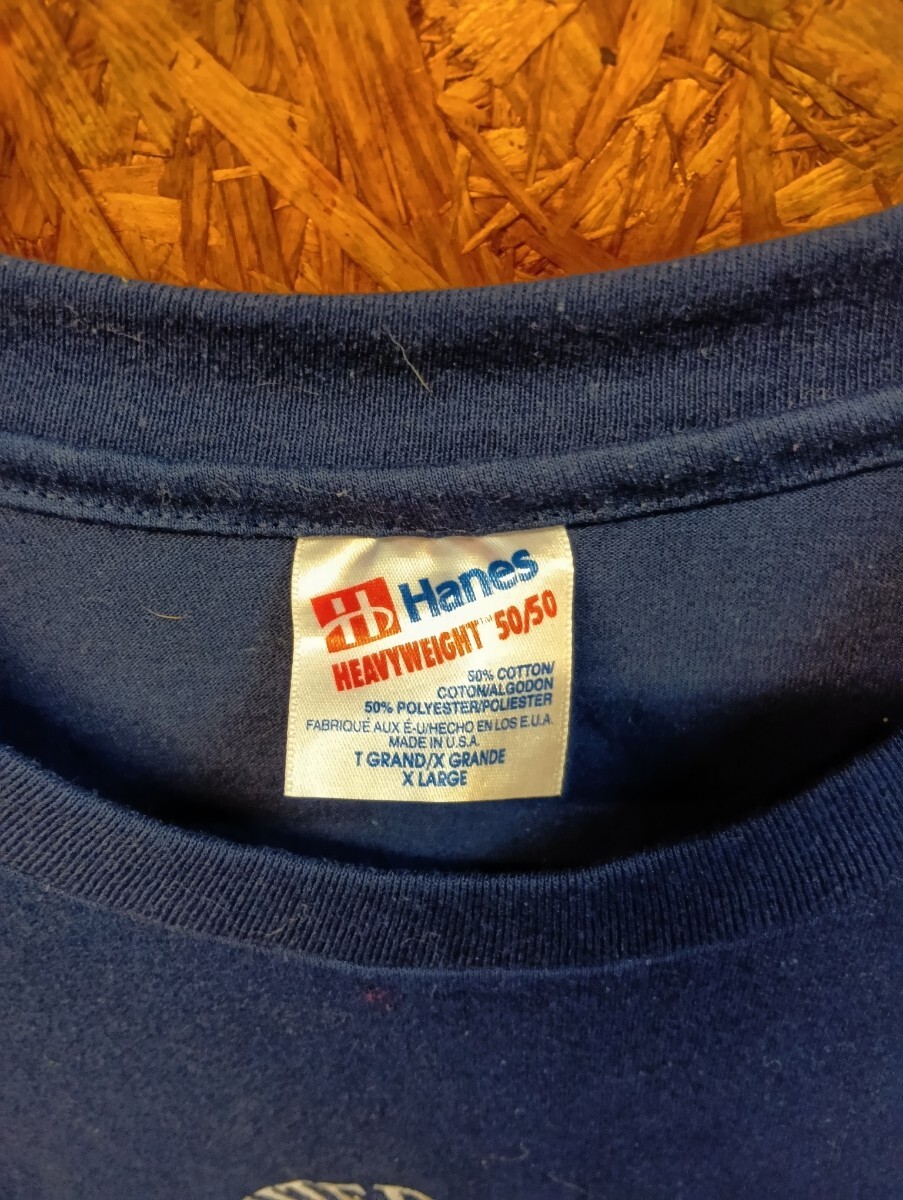 Hanes
HEAVYWEIGHT™ 50/50
50% COTTON/
COTON/ALGODON
50% POLYESTER/POLIESTER
FABRIQUÉ AUX É-U/HECHO EN LOS E.U.A.
MADE IN U.S.A.
T GRAND/X GRANDE
X LARGE